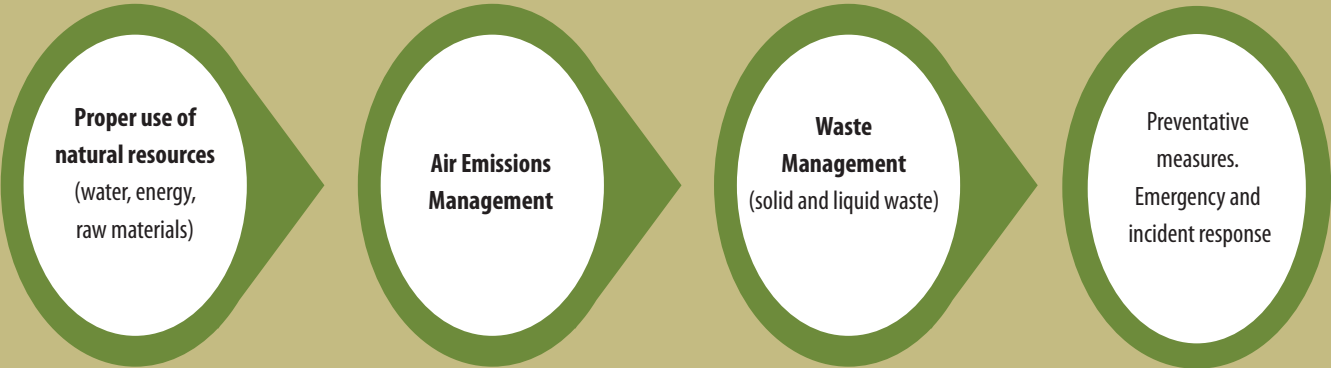 Proper use of
natural resources
(water, energy,
raw materials)
Air Emissions
Management
Waste
Management
(solid and liquid waste)
Preventative
measures.
Emergency and
incident response